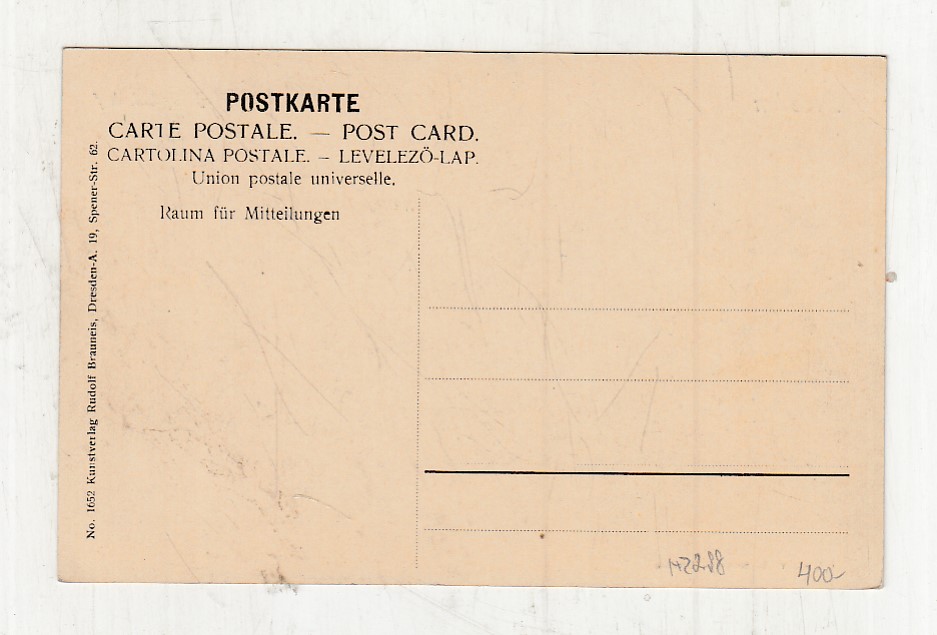 POSTKARTE
CARTE POSTALE. — POST CARD.
CARTOLINA POSTALE. — LEVELEZŐ-LAP.
Union postale universelle.
Raum für Mitteilungen
No. 1652 Kunstverlag Rudolf Brauneis, Dresden-A. 19, Spener-Str. 62.
400-